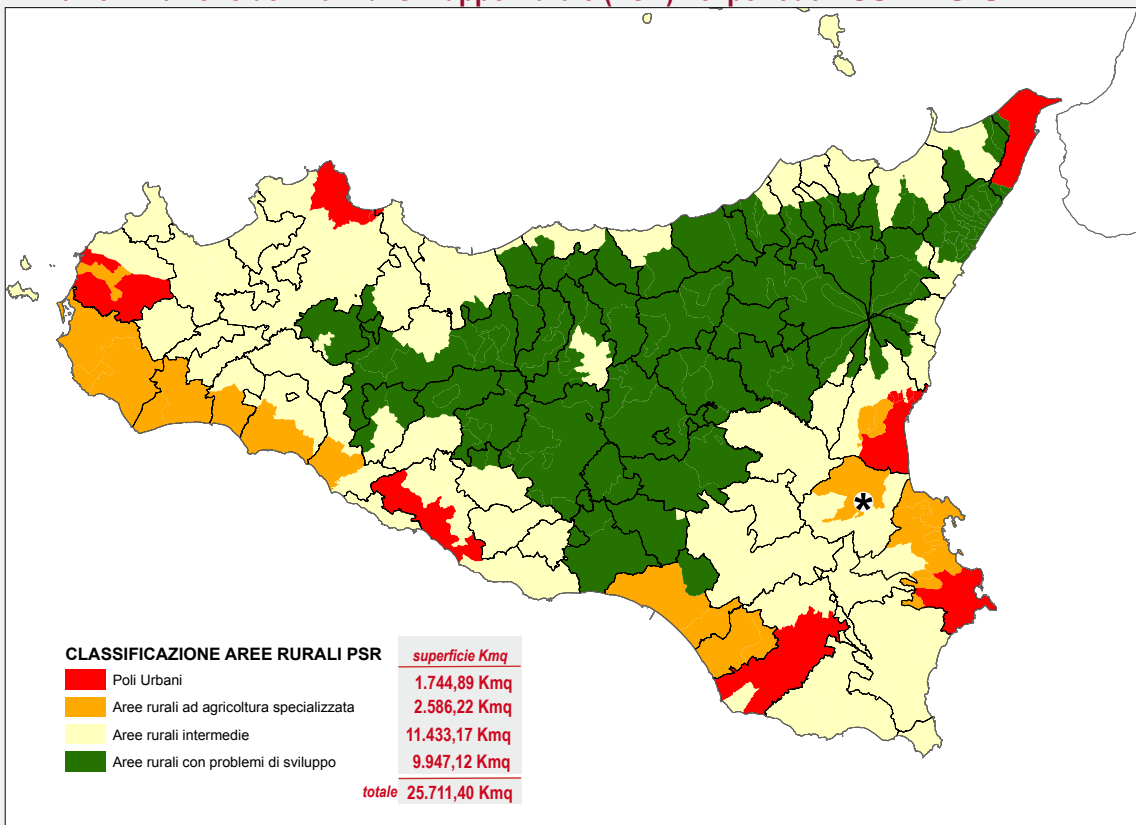 CLASSIFICAZIONE AREE RURALI PSR superficie Kmq
Poli Urbani 1.744,89 Kmq
Aree rurali ad agricoltura specializzata 2.586,22 Kmq
Aree rurali intermedie 11.433,17 Kmq
Aree rurali con problemi di sviluppo 9.947,12 Kmq
totale 25.711,40 Kmq
*